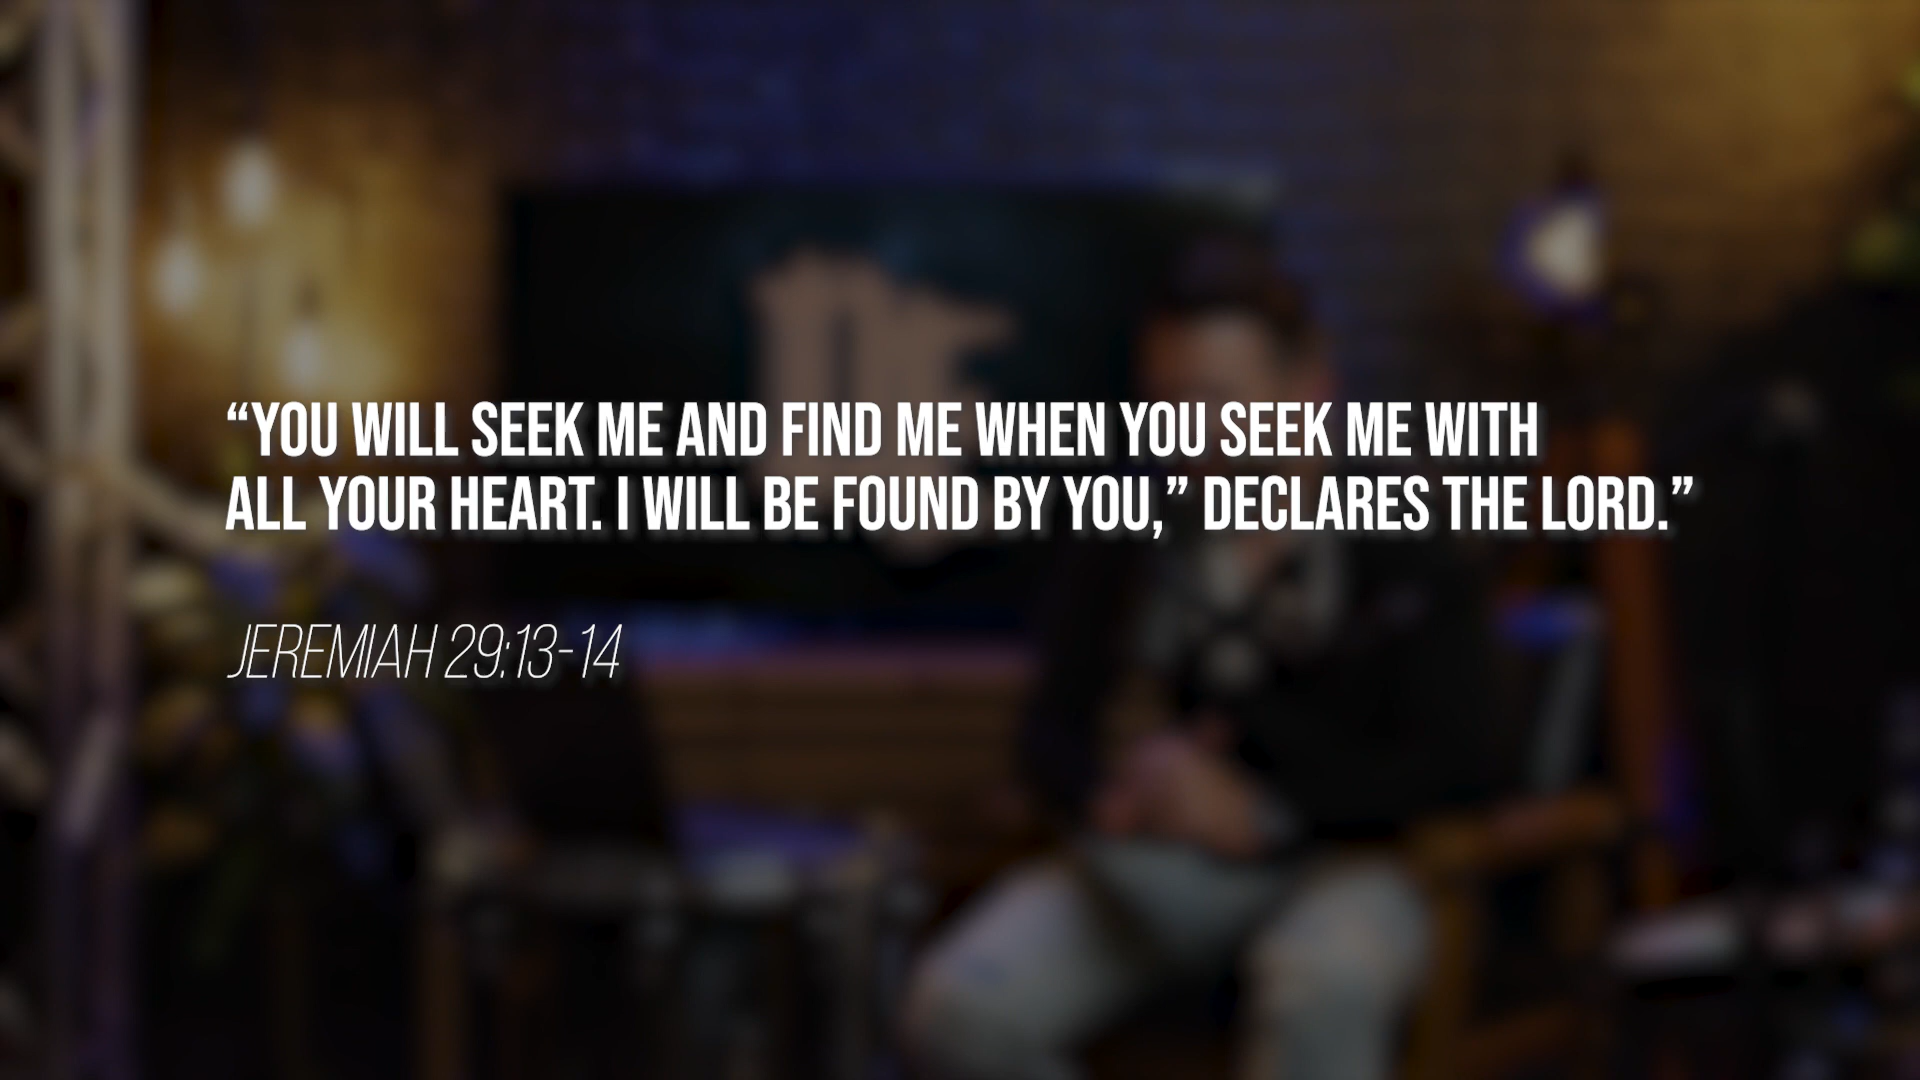 “YOU WILL SEEK ME AND FIND ME WHEN YOU SEEK ME WITH
ALL YOUR HEART. I WILL BE FOUND BY YOU,” DECLARES THE LORD.”
JEREMIAH 29:13-14